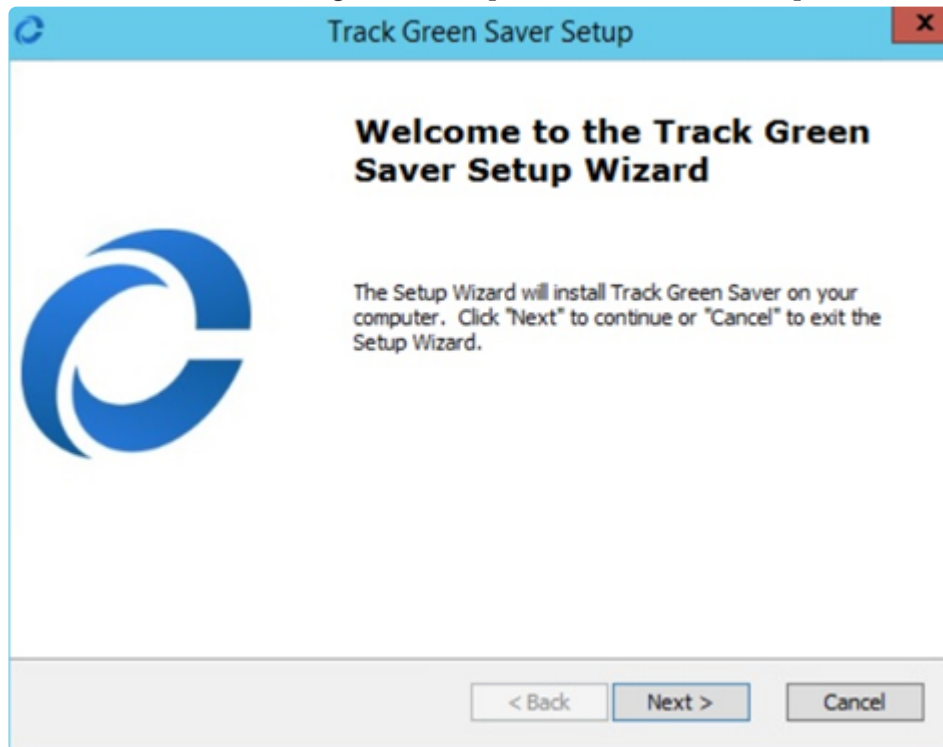 Track Green Saver Setup
x
Welcome to the Track Green
Saver Setup Wizard
The Setup Wizard will install Track Green Saver on your
computer. Click "Next" to continue or "Cancel" to exit the
Setup Wizard.
< Back Next > Cancel